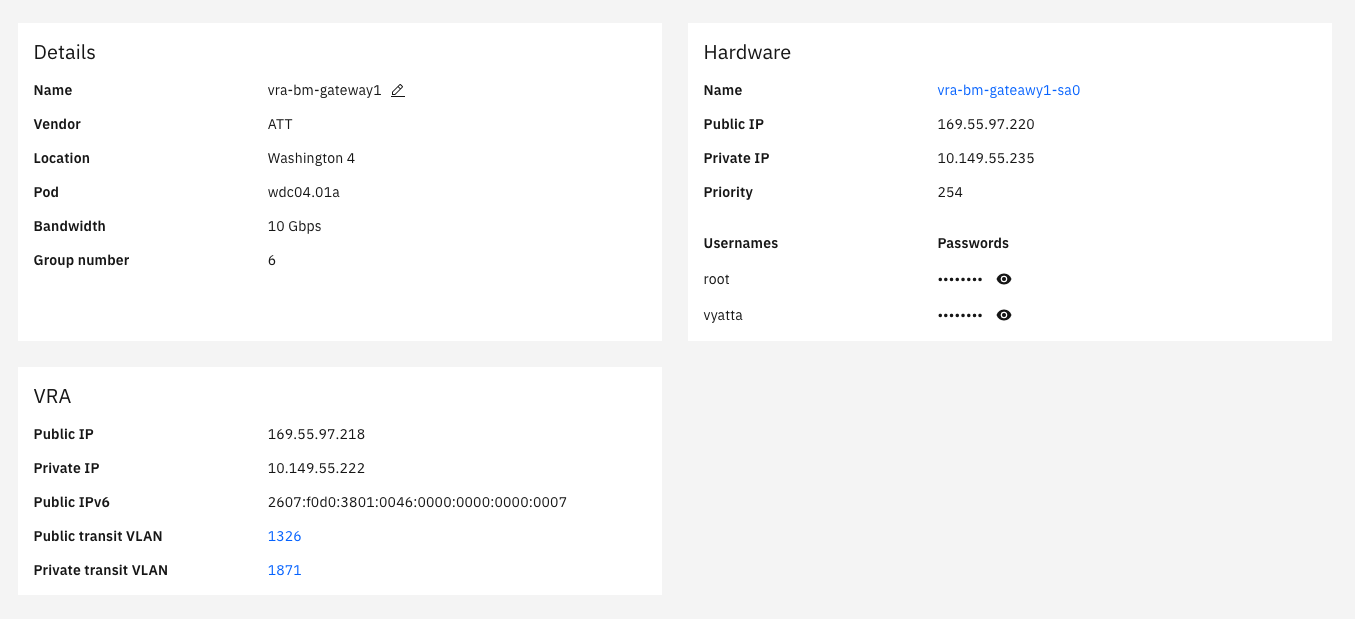 Details
Name vra-bm-gateway1
Vendor ATT
Location Washington 4
Pod wdc04.01a
Bandwidth 10 Gbps
Group number 6
Hardware
Name vra-bm-gateawy1-sa0
Public IP 169.55.97.220
Private IP 10.149.55.235
Priority 254
Usernames Passwords
root ••••••••
vyatta ••••••••
VRA
Public IP 169.55.97.218
Private IP 10.149.55.222
Public IPv6 2607:f0d0:3801:0046:0000:0000:0000:0007
Public transit VLAN 1326
Private transit VLAN 1871